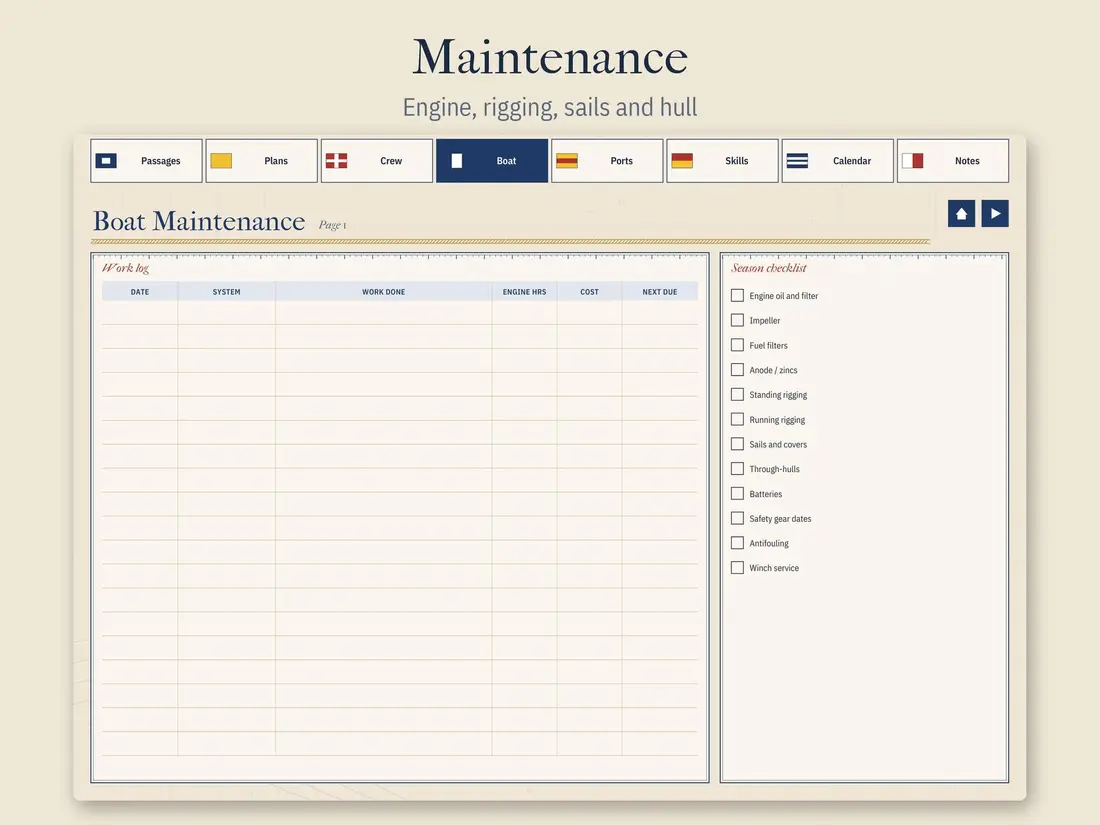 Maintenance
Engine, rigging, sails and hull
Passages Plans Crew Boat Ports Skills Calendar Notes
Boat Maintenance Page 1
Work log
DATE SYSTEM WORK DONE ENGINE HRS COST NEXT DUE
Season checklist
Engine oil and filter
Impeller
Fuel filters
Anode / zincs
Standing rigging
Running rigging
Sails and covers
Through-hulls
Batteries
Safety gear dates
Antifouling
Winch service